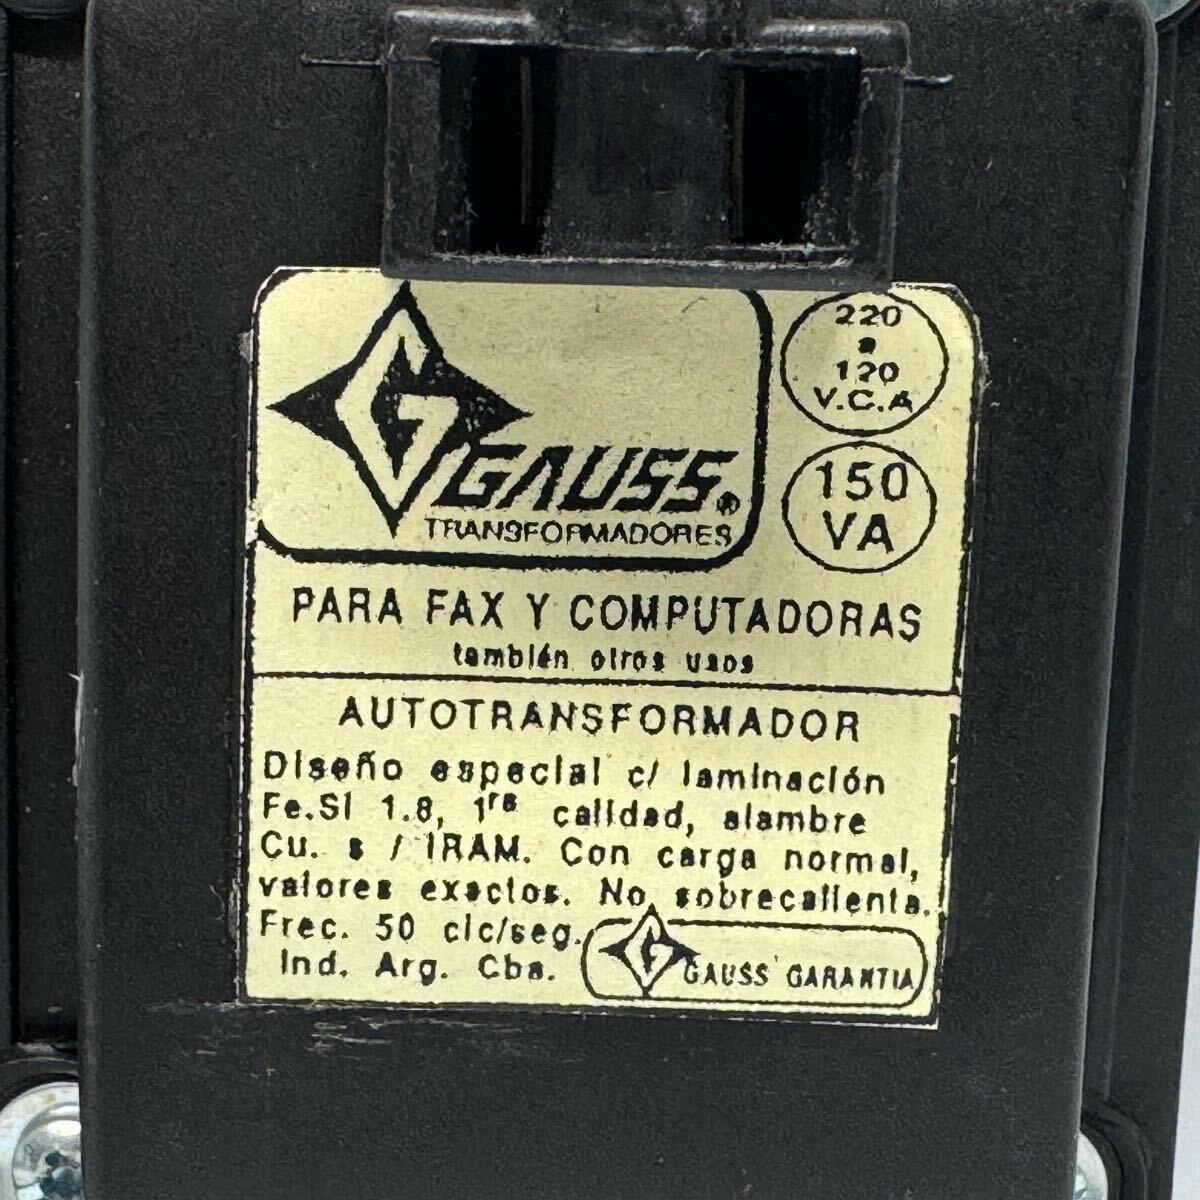 220
a
120
V.C.A
G GAUSS®
TRANSFORMADORES
150
VA
PARA FAX Y COMPUTADORAS
también otros usos
AUTOTRANSFORMADOR
Diseño especial c/ laminación
Fe.Si 1.8, 1ra calidad, alambre
Cu. s / IRAM. Con carga normal,
valores exactos. No sobrecalienta.
Frec. 50 cic/seg.
Ind. Arg. Cba.
G GAUSS GARANTIA